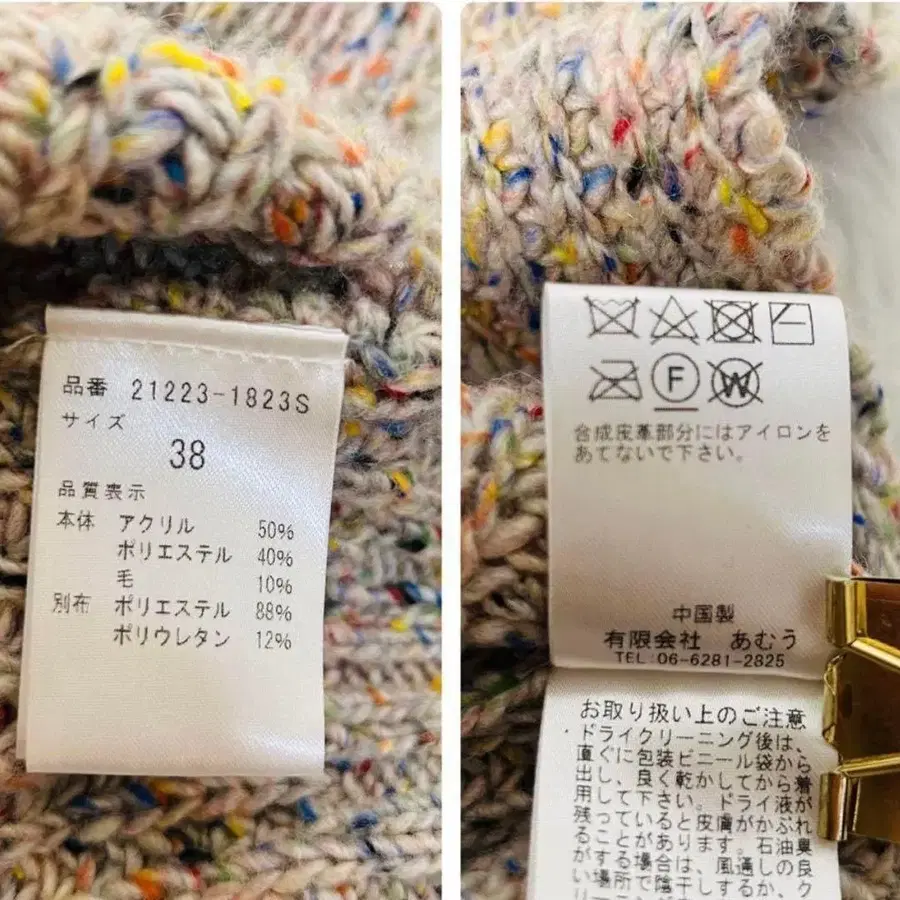 品番 21223-1823S
サイズ
38
品質表示
本体 アクリル 50%
ポリエステル 40%
毛 10%
別布 ポリエステル 88%
ポリウレタン 12%
F
W
合成皮革部分にはアイロンを
あてないで下さい。
中国製
有限会社 あむう
TEL:06-6281-2825
お取り扱い上のご注意
ドライクリーニング後は、
直ぐに包装ビニール袋から
出し、良く乾かしてから着
用して下さい。ドライ液が
残っていると皮膚がかぶれ
ることがあります。石油臭
がする場合は、風通しの良
い場所で陰干しするか、ク
リーニング